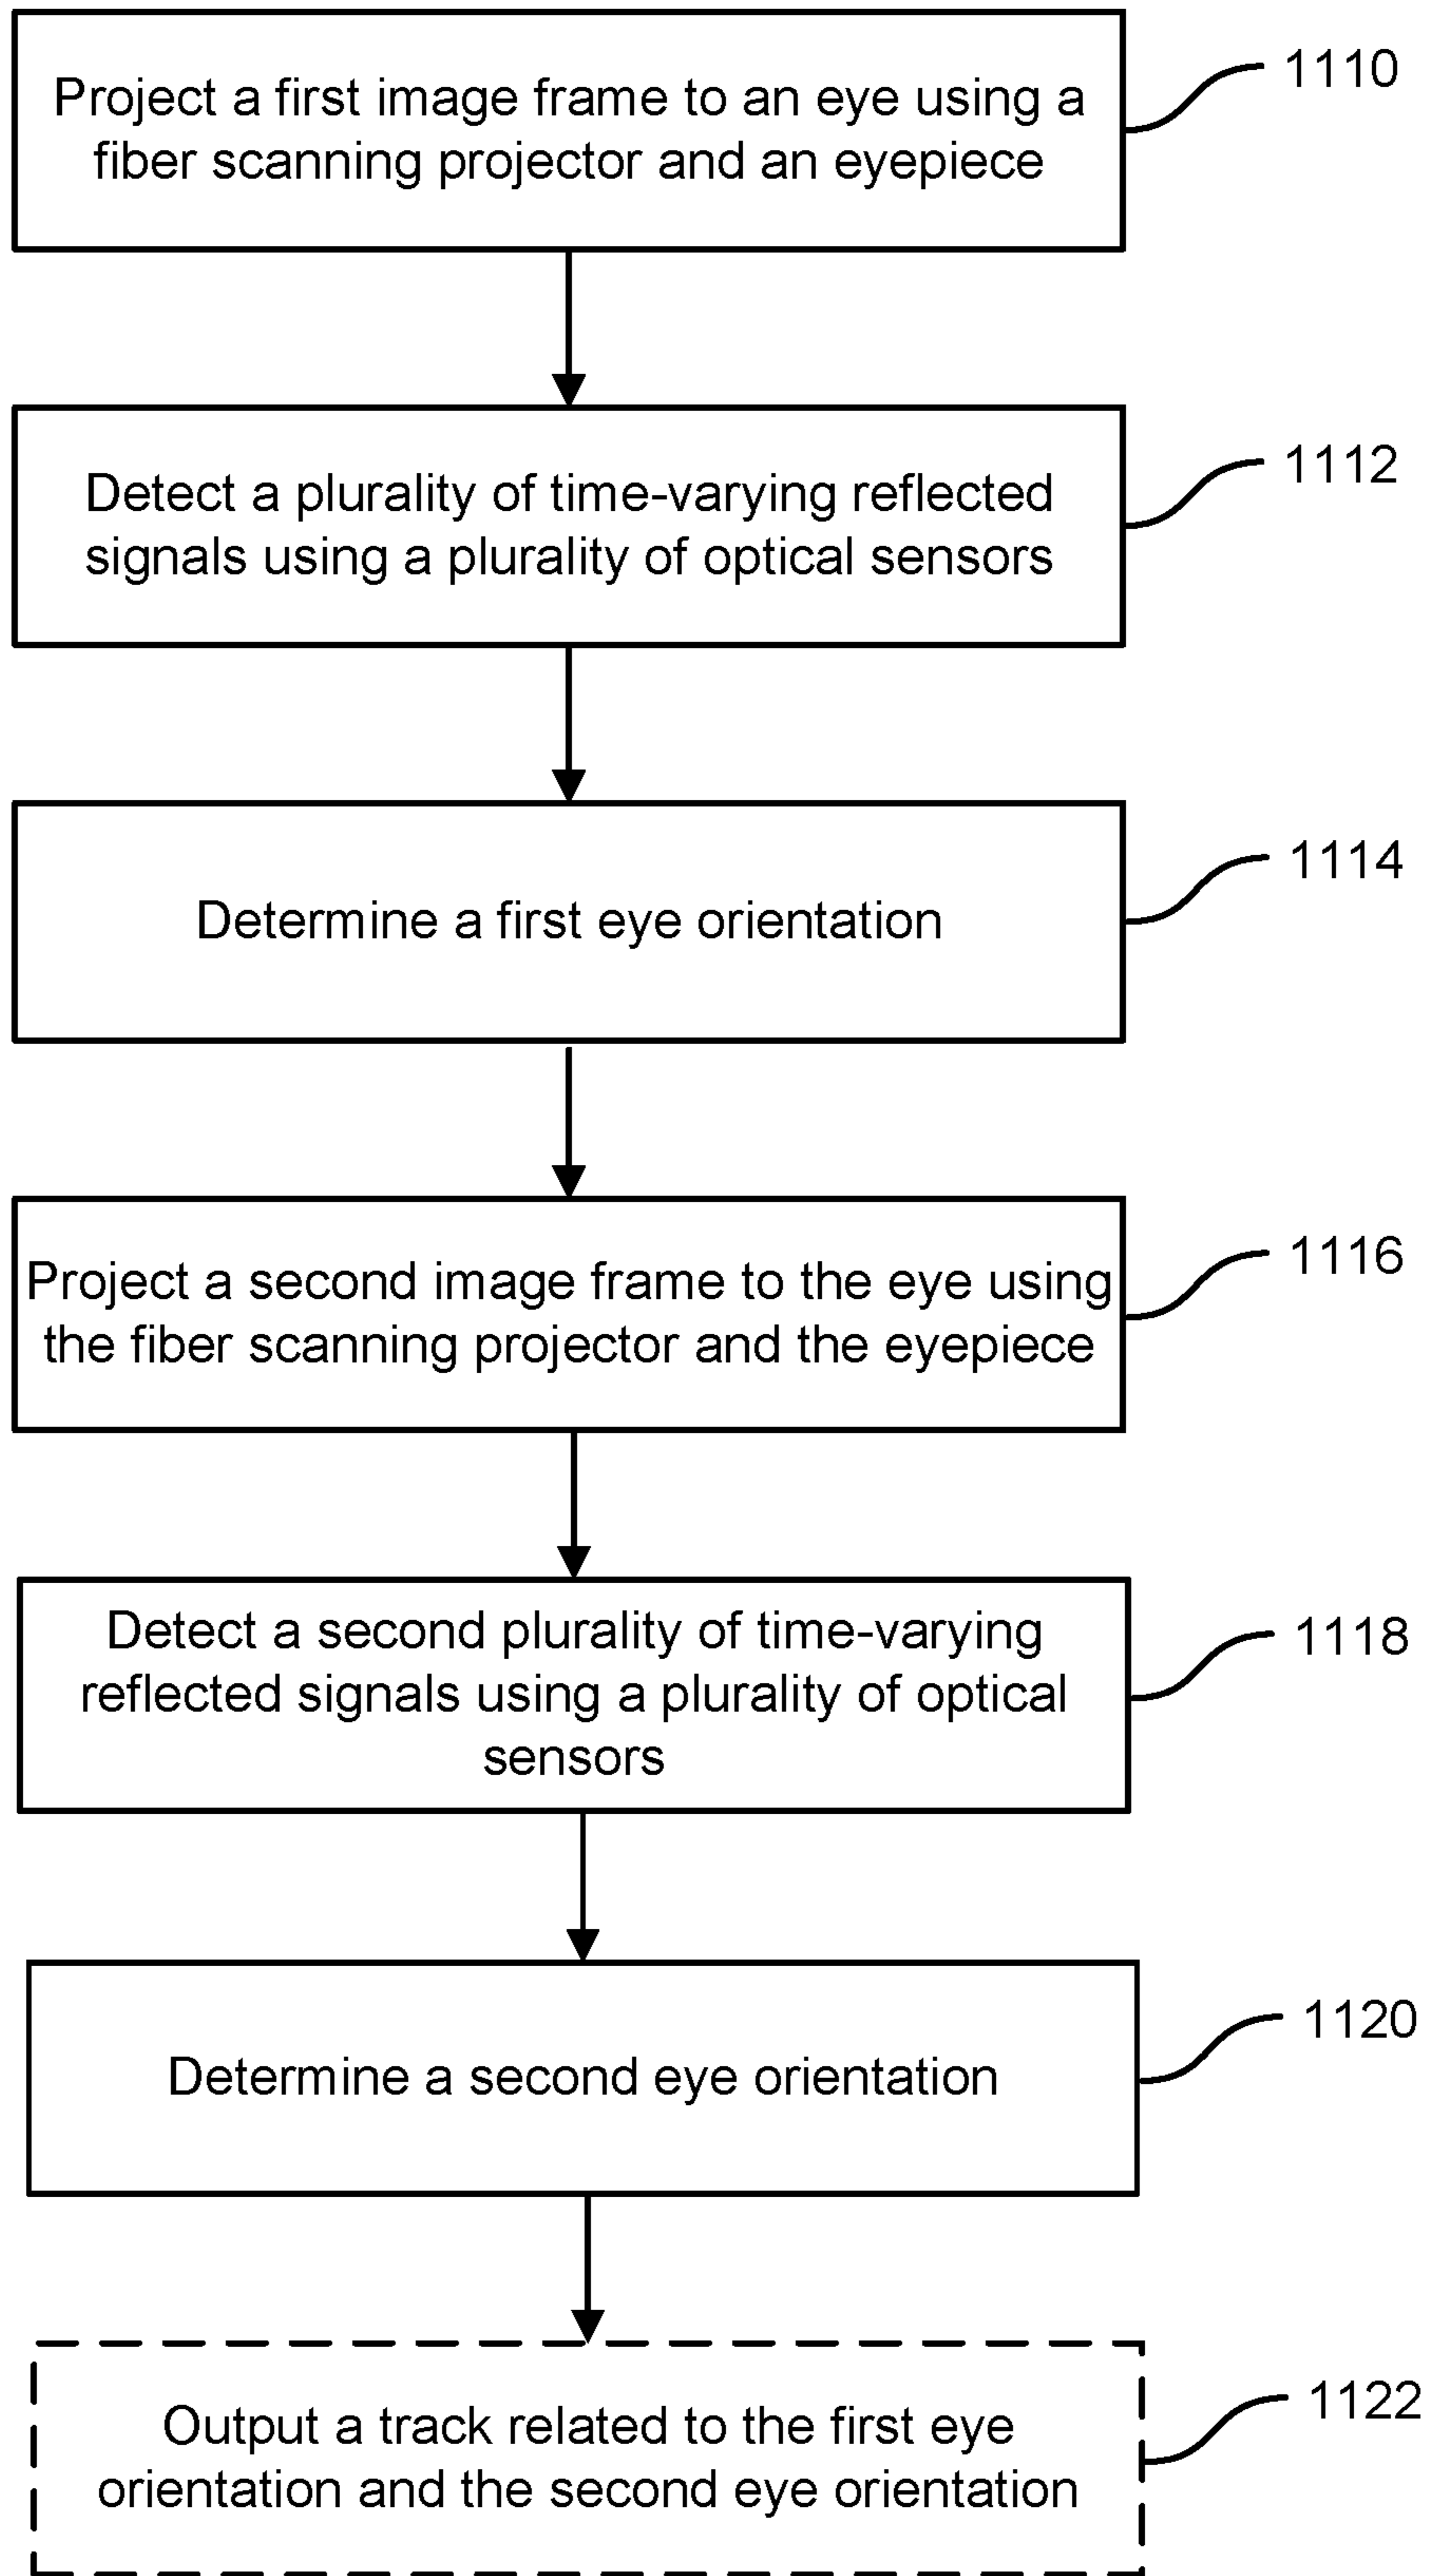 Project a first image frame to an eye using a
fiber scanning projector and an eyepiece
1110
Detect a plurality of time-varying reflected
signals using a plurality of optical sensors
1112
Determine a first eye orientation
1114
Project a second image frame to the eye using
the fiber scanning projector and the eyepiece
1116
Detect a second plurality of time-varying
reflected signals using a plurality of optical
sensors
1118
Determine a second eye orientation
1120
Output a track related to the first eye
orientation and the second eye orientation
1122